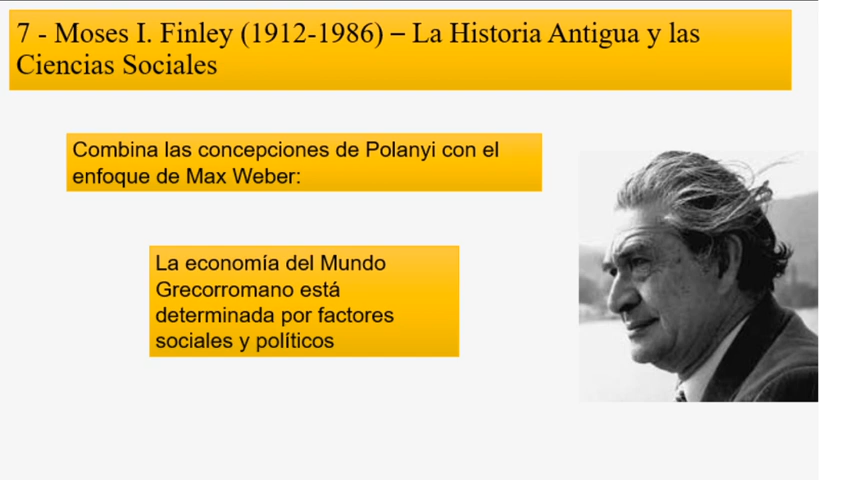 7 - Moses I. Finley (1912-1986) – La Historia Antigua y las
Ciencias Sociales
Combina las concepciones de Polanyi con el
enfoque de Max Weber:
La economía del Mundo
Grecorromano está
determinada por factores
sociales y políticos